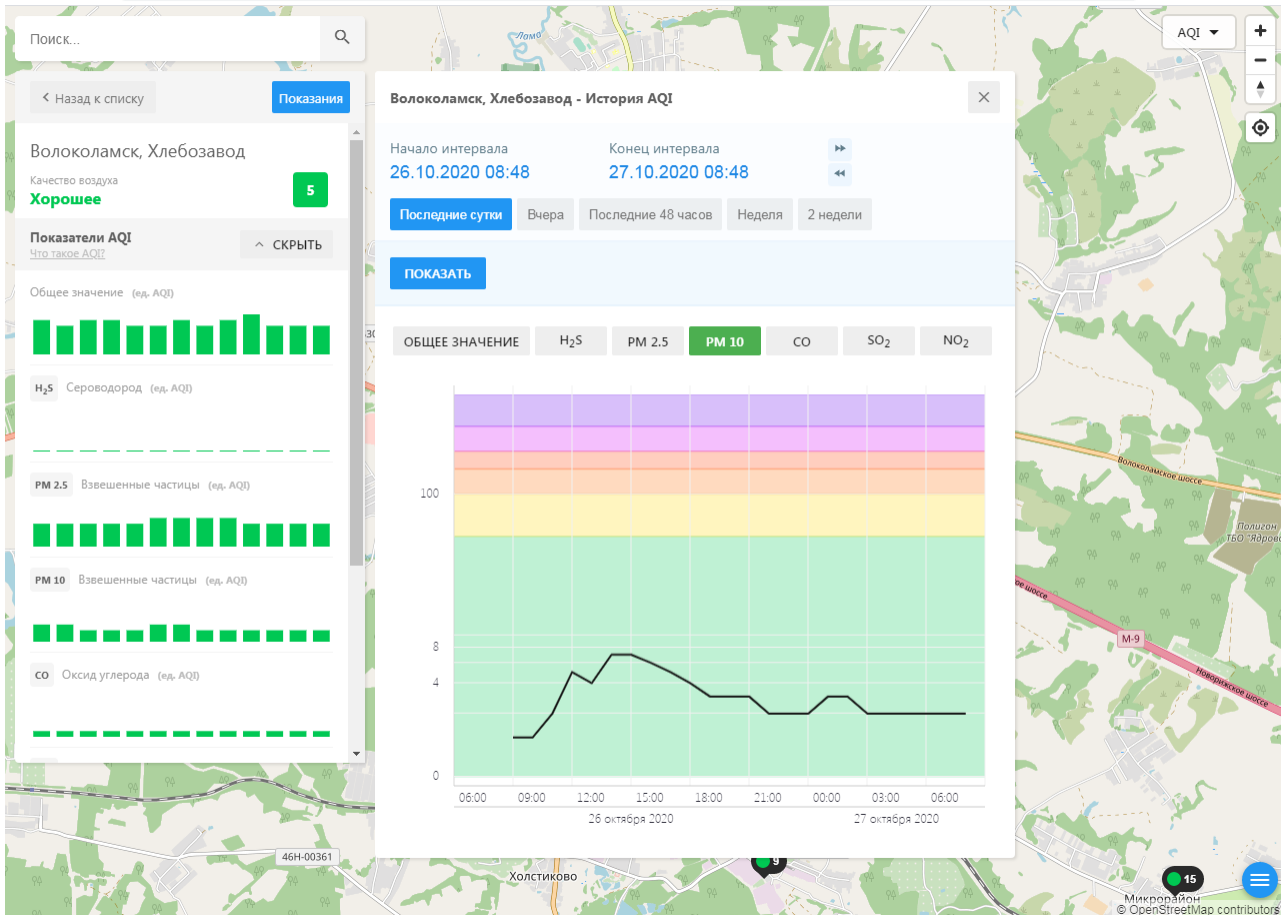 Поиск...
Назад к списку
Показания
Волоколамск, Хлебозавод
Качество воздуха
Хорошее
5
Показатели AQI
Что такое AQI?
СКРЫТЬ
Общее значение (ед. AQI)
H₂S Сероводород (ед. AQI)
PM 2.5 Взвешенные частицы (ед. AQI)
PM 10 Взвешенные частицы (ед. AQI)
CO Оксид углерода (ед. AQI)
Волоколамск, Хлебозавод - История AQI
Начало интервала
26.10.2020 08:48
Конец интервала
27.10.2020 08:48
Последние сутки
Вчера
Последние 48 часов
Неделя
2 недели
ПОКАЗАТЬ
ОБЩЕЕ ЗНАЧЕНИЕ
H₂S
PM 2.5
PM 10
CO
SO₂
NO₂
100
8
4
0
06:00 09:00 12:00 15:00 18:00 21:00 00:00 03:00 06:00
26 октября 2020 27 октября 2020
AQI
Волоколамское шоссе
Полигон
ТБО "Ядрово
M-9
Новорижское шоссе
46Н-00361
Холстиково
9
15
Микрорайон
© OpenStreetMap contributors